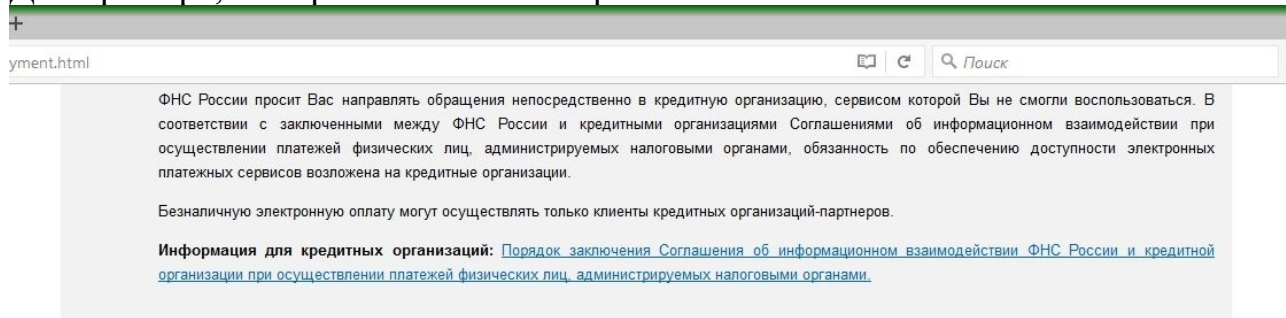 yment.html
Поиск
ФНС России просит Вас направлять обращения непосредственно в кредитную организацию, сервисом которой Вы не смогли воспользоваться. В
соответствии с заключенными между ФНС России и кредитными организациями Соглашениями об информационном взаимодействии при
осуществлении платежей физических лиц, администрируемых налоговыми органами, обязанность по обеспечению доступности электронных
платежных сервисов возложена на кредитные организации.
Безналичную электронную оплату могут осуществлять только клиенты кредитных организаций-партнеров.
Информация для кредитных организаций: Порядок заключения Соглашения об информационном взаимодействии ФНС России и кредитной
организации при осуществлении платежей физических лиц, администрируемых налоговыми органами.